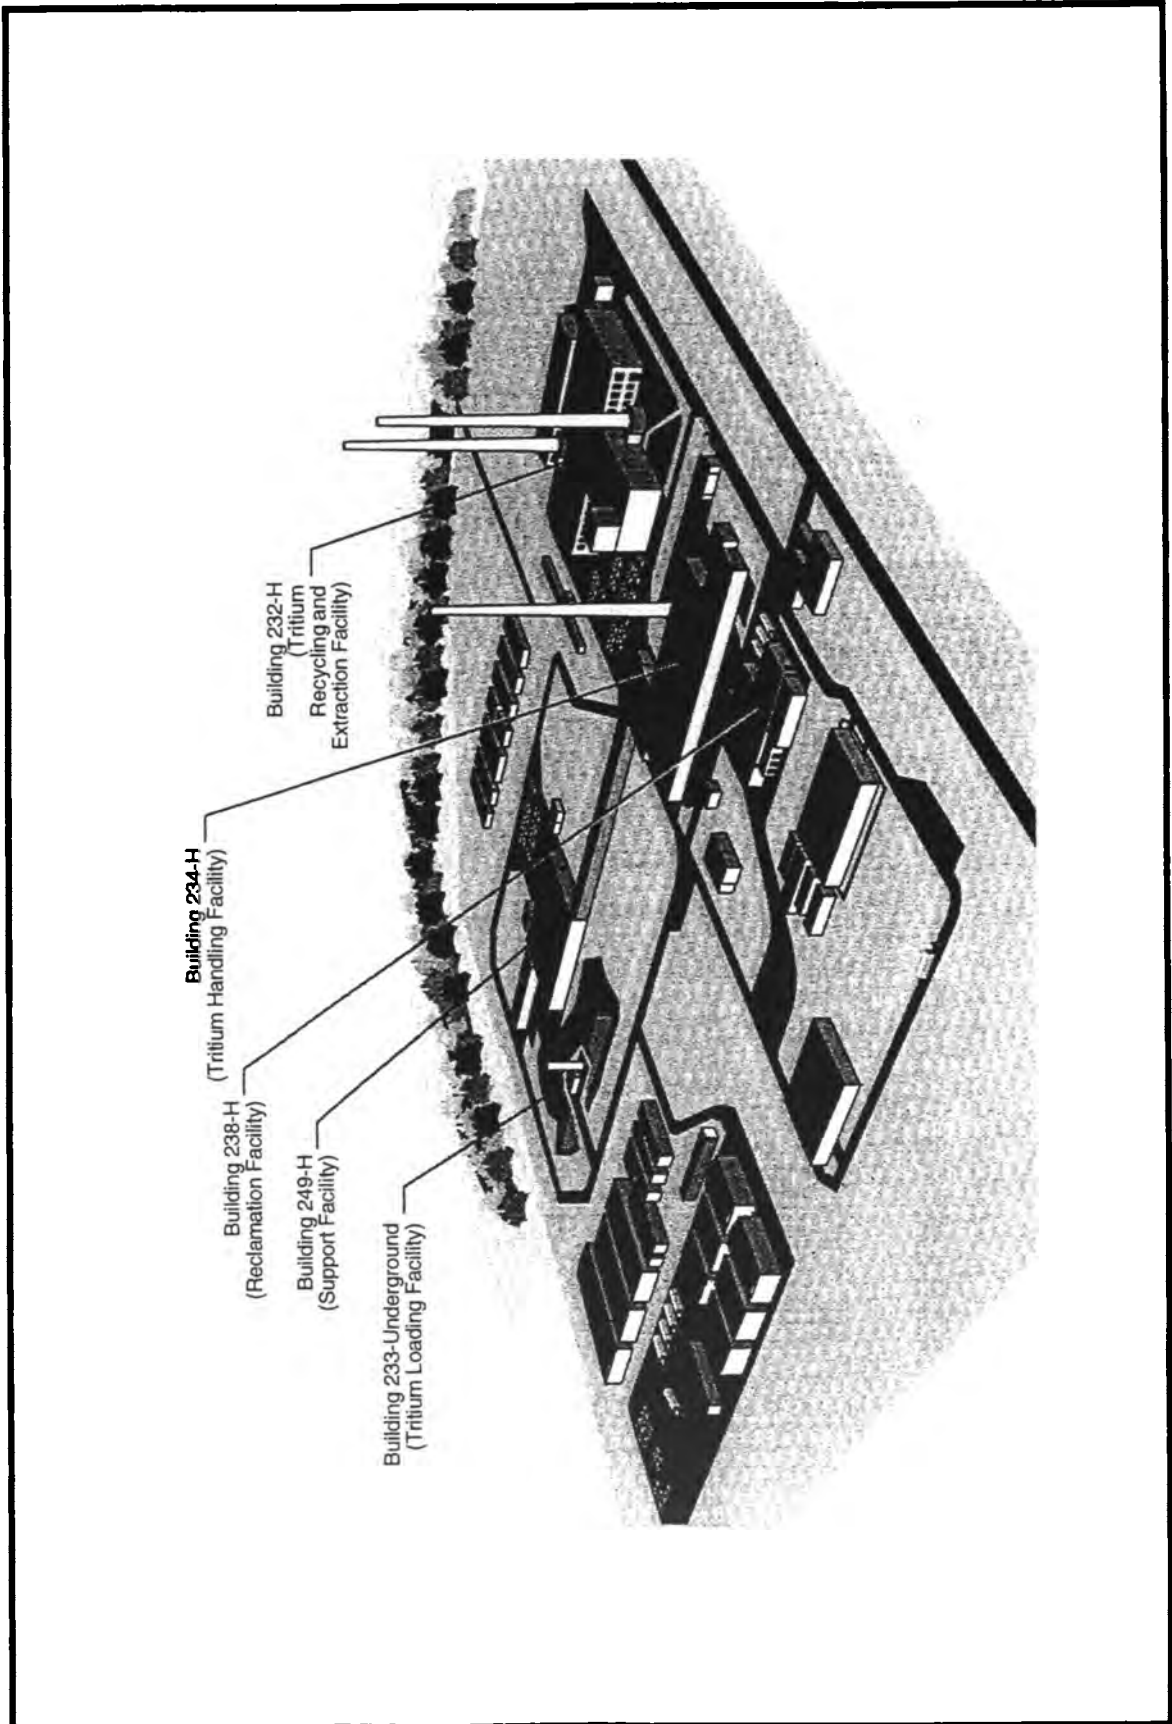 Building 233-Underground
(Tritium Loading Facility)
Building 249-H
(Support Facility)
Building 238-H
(Reclamation Facility)
Building 234-H
(Tritium Handling Facility)
Building 232-H
(Tritium
Recycling and
Extraction Facility)